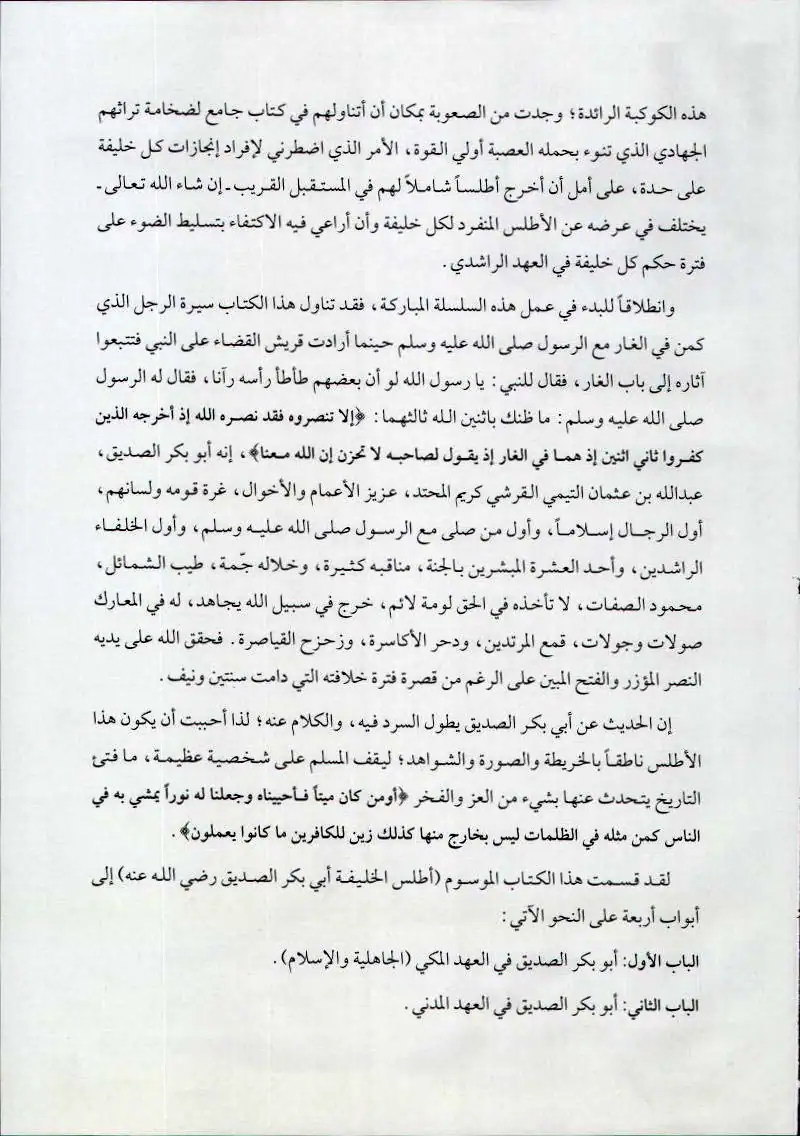 هذه الكوكبة الرائدة؛ وجدت من الصعوبة بمكان أن أتناولهم في كتاب جامع لضخامة تراثهم
الجهادي الذي تنوء بحمله العصبة أولي القوة، الأمر الذي اضطرني لإفراد إنجازات كل خليفة
على حدة، على أمل أن أخرج أطلساً شاملاً لهم في المستقبل القريب ـ إن شاء الله تعالى ـ
يختلف في عرضه عن الأطلس المنفرد لكل خليفة وأن أراعي فيه الاكتفاء بتسليط الضوء على
فترة حكم كل خليفة في العهد الراشدي.
وانطلاقاً للبدء في عمل هذه السلسلة المباركة، فقد تناول هذا الكتاب سيرة الرجل الذي
كمن في الغار مع الرسول صلى الله عليه وسلم حينما أرادت قريش القضاء على النبي فتتبعوا
آثاره إلى باب الغار، فقال للنبي: يا رسول الله لو أن بعضهم طأطأ رأسه رآنا، فقال له الرسول
صلى الله عليه وسلم: ما ظنك باثنين الله ثالثهما: ﴿إلا تنصروه فقد نصره الله إذ أخرجه الذين
كفروا ثاني اثنين إذ هما في الغار إذ يقول لصاحبه لا تحزن إن الله معنا﴾، إنه أبو بكر الصديق،
عبدالله بن عثمان التيمي القرشي كريم المحتد، عزيز الأعمام والأخوال، غرة قومه ولسانهم،
أول الرجال إسلاماً، وأول من صلى مع الرسول صلى الله عليه وسلم، وأول الخلفاء
الراشدين، وأحد العشرة المبشرين بالجنة، مناقبه كثيرة، وخلاله جمّة، طيب الشمائل،
محمود الصفات، لا تأخذه في الحق لومة لائم، خرج في سبيل الله يجاهد، له في المعارك
صولات وجولات، قمع المرتدين، ودحر الأكاسرة، وزحزح القياصرة. فحقق الله على يديه
النصر المؤزر والفتح المبين على الرغم من قصرة فترة خلافته التي دامت سنتين ونيف.
إن الحديث عن أبي بكر الصديق يطول السرد فيه، والكلام عنه؛ لذا أحببت أن يكون هذا
الأطلس ناطقاً بالخريطة والصورة والشواهد؛ ليقف المسلم على شخصية عظيمة، ما فتئ
التاريخ يتحدث عنها بشيء من العز والفخر ﴿أومن كان ميتاً فأحييناه وجعلنا له نوراً يمشي به في
الناس كمن مثله في الظلمات ليس بخارج منها كذلك زين للكافرين ما كانوا يعملون﴾.
لقد قسمت هذا الكتاب الموسوم (أطلس الخليفة أبي بكر الصديق رضي الله عنه) إلى
أبواب أربعة على النحو الآتي:
الباب الأول: أبو بكر الصديق في العهد المكي (الجاهلية والإسلام).
الباب الثاني: أبو بكر الصديق في العهد المدني.